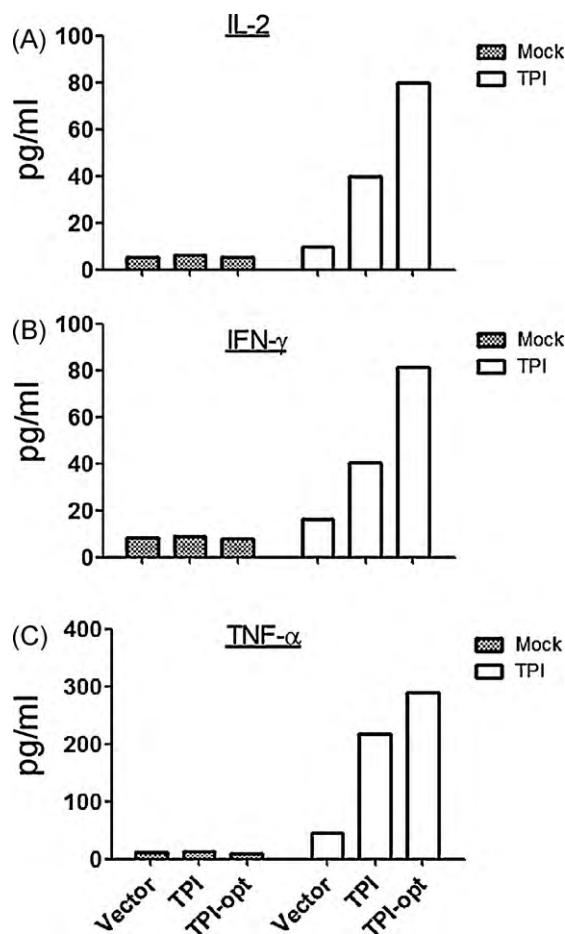 (A)
IL-2
100
80
60
40
20
0
pg/ml
Mock
TPI
(B)
IFN-γ
100
80
60
40
20
0
pg/ml
Mock
TPI
(C)
TNF-α
400
300
200
100
0
pg/ml
Mock
TPI
Vector
TPI
TPI-opt
Vector
TPI
TPI-opt